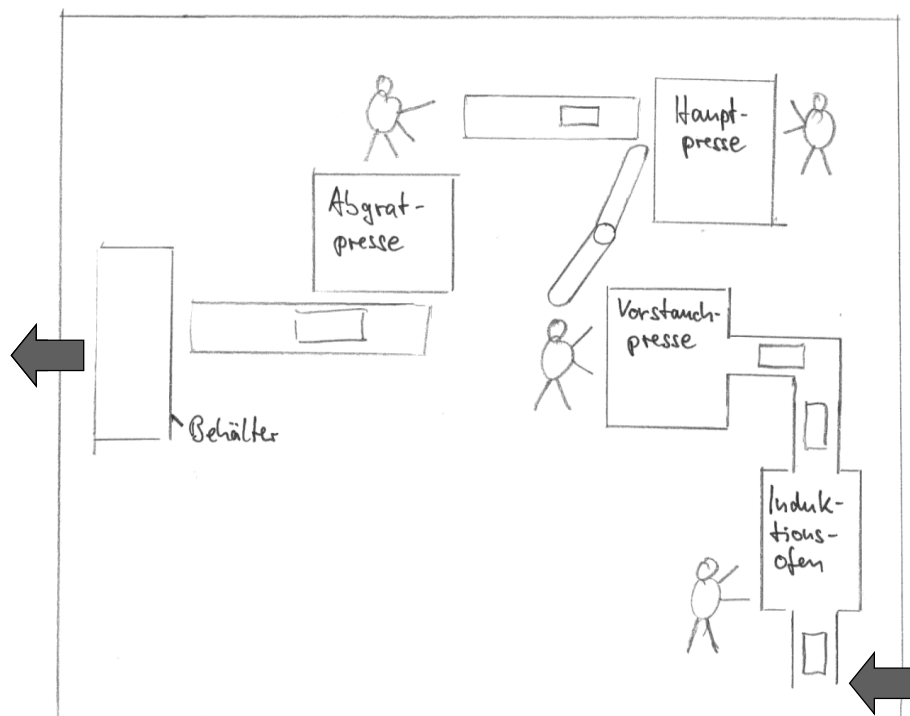 Haupt-
presse
Abgrat-
presse
Vorstauch-
presse
Behälter
Induk-
tions-
ofen